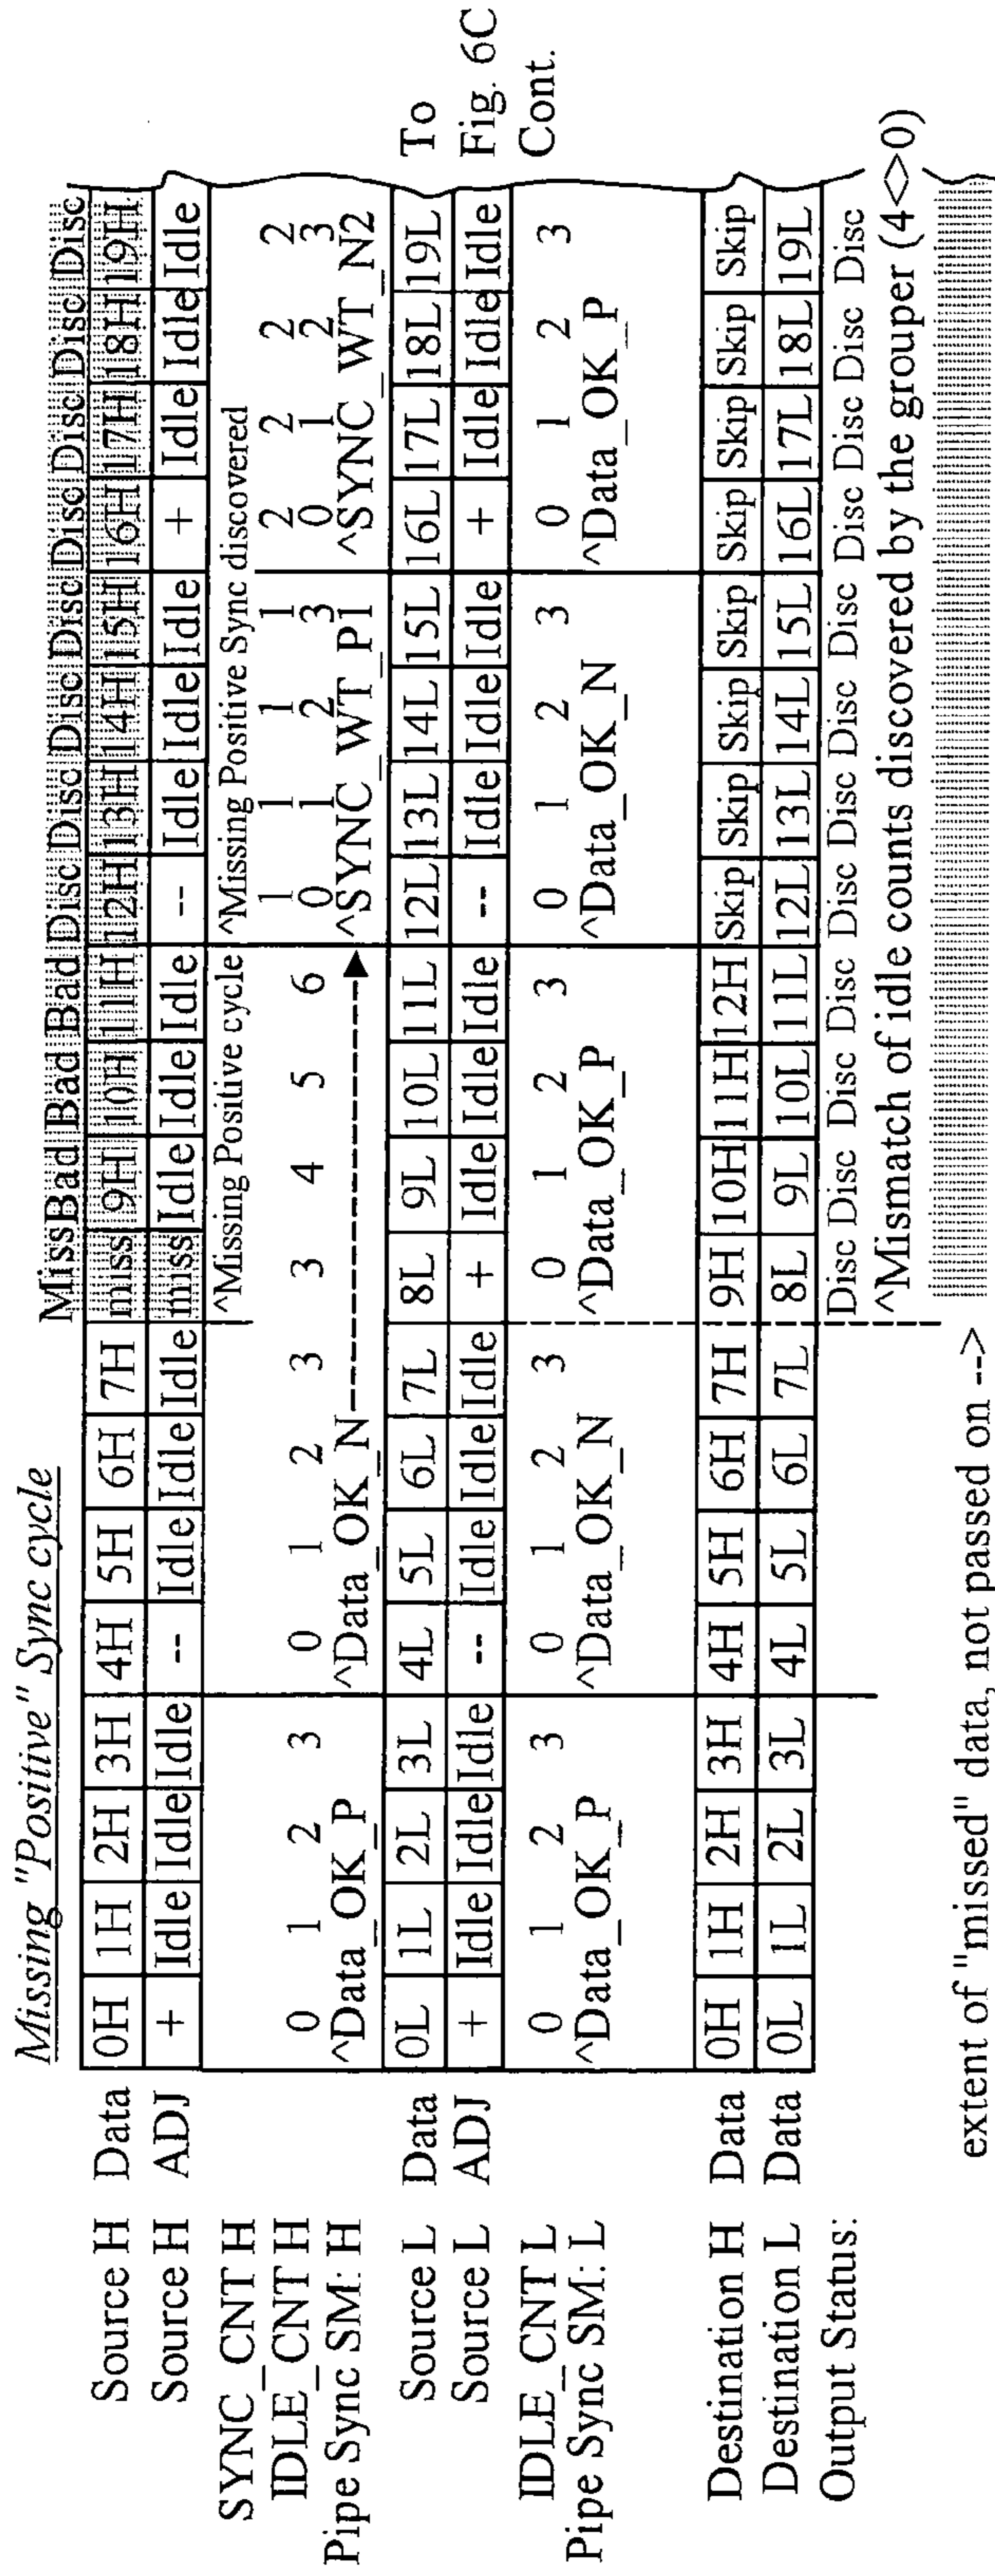 Missing "Positive" Sync cycle
Miss Bad Bad Bad Disc Disc Disc Disc Disc Disc Disc Disc
Source H Data 0H 1H 2H 3H 4H 5H 6H 7H miss 9H 10H 11H 12H 13H 14H 15H 16H 17H 18H 19H
Source H ADJ + Idle Idle Idle -- Idle Idle Idle miss Idle Idle Idle -- Idle Idle Idle + Idle Idle Idle
^Missing Positive cycle ^Missing Positive Sync discovered
SYNC_CNT H 1 1 1 1 2 2 2 2
IDLE_CNT H 0 1 2 3 0 1 2 3 3 4 5 6 0 1 2 3 0 1 2 3
Pipe Sync SM: H ^Data_OK_P ^Data_OK_N -----> ^SYNC_WT_P1 ^SYNC_WT_N2
Source L Data 0L 1L 2L 3L 4L 5L 6L 7L 8L 9L 10L 11L 12L 13L 14L 15L 16L 17L 18L 19L To
Source L ADJ + Idle Idle Idle -- Idle Idle Idle + Idle Idle Idle -- Idle Idle Idle + Idle Idle Idle Fig. 6C
Cont.
IDLE_CNT L 0 1 2 3 0 1 2 3 0 1 2 3 0 1 2 3 0 1 2 3
Pipe Sync SM: L ^Data_OK_P ^Data_OK_N ^Data_OK_P ^Data_OK_N ^Data_OK_P
Destination H Data 0H 1H 2H 3H 4H 5H 6H 7H 9H 10H 11H 12H Skip Skip Skip Skip Skip Skip Skip Skip
Destination L Data 0L 1L 2L 3L 4L 5L 6L 7L 8L 9L 10L 11L 12L 13L 14L 15L 16L 17L 18L 19L
Output Status: Disc Disc Disc Disc Disc Disc Disc Disc Disc Disc Disc Disc
^Mismatch of idle counts discovered by the grouper (4<>0)
extent of "missed" data, not passed on -->